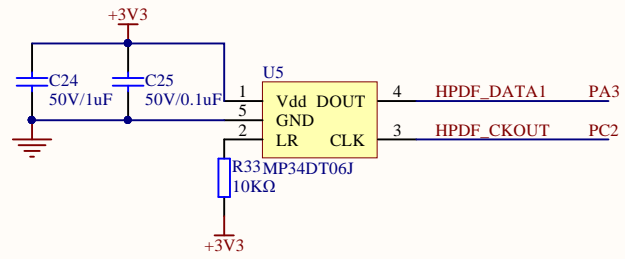 +3V3
U5
C24
50V/1uF
C25
50V/0.1uF
1
5
2
Vdd DOUT
GND
LR CLK
4
3
HPDF_DATA1 PA3
HPDF_CKOUT PC2
R33
10KΩ
MP34DT06J
+3V3